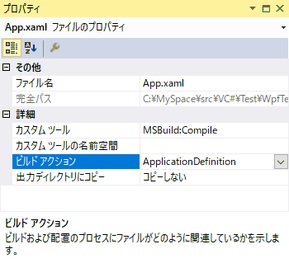 プロパティ
App.xaml ファイルのプロパティ
その他
ファイル名 App.xaml
完全パス C:¥MySpace¥src¥VC#¥Test¥WpfTe
詳細
カスタム ツール MSBuild:Compile
カスタム ツールの名前空間
ビルド アクション ApplicationDefinition
出力ディレクトリにコピー コピーしない
ビルド アクション
ビルドおよび配置のプロセスにファイルがどのように関連しているかを示しま
す。